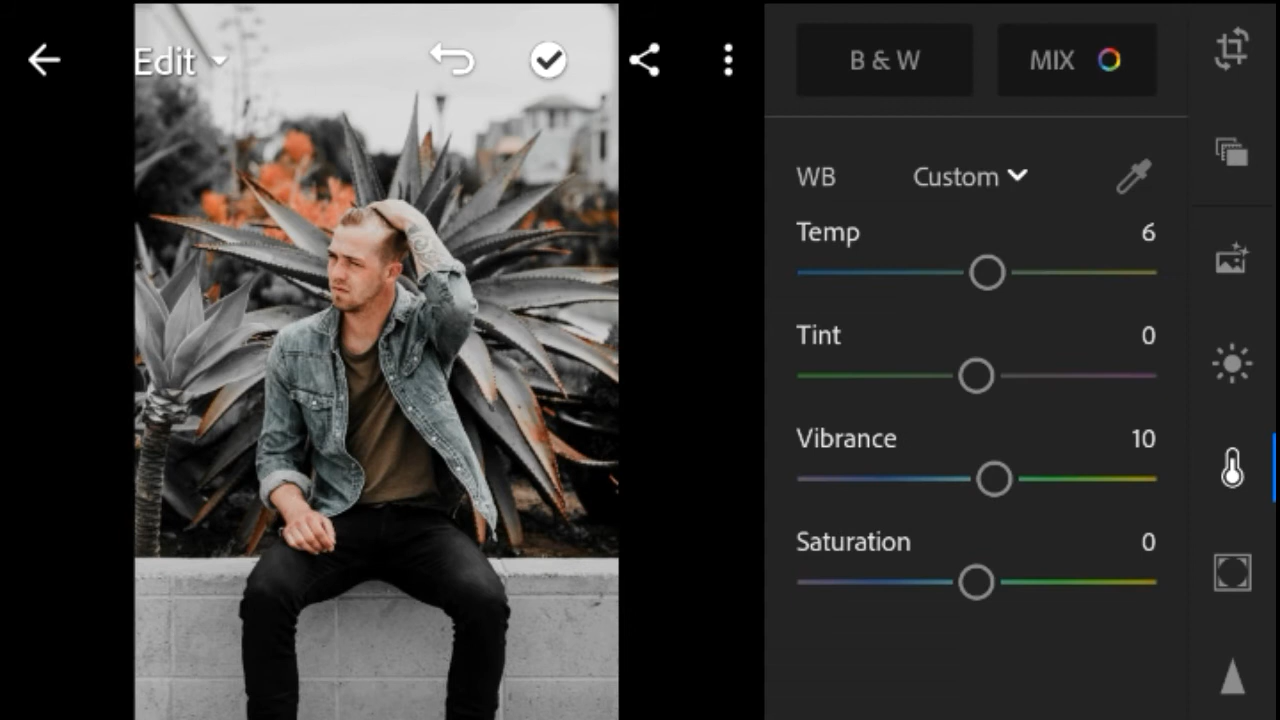 Edit
B & W
MIX
WB Custom
Temp 6
Tint 0
Vibrance 10
Saturation 0